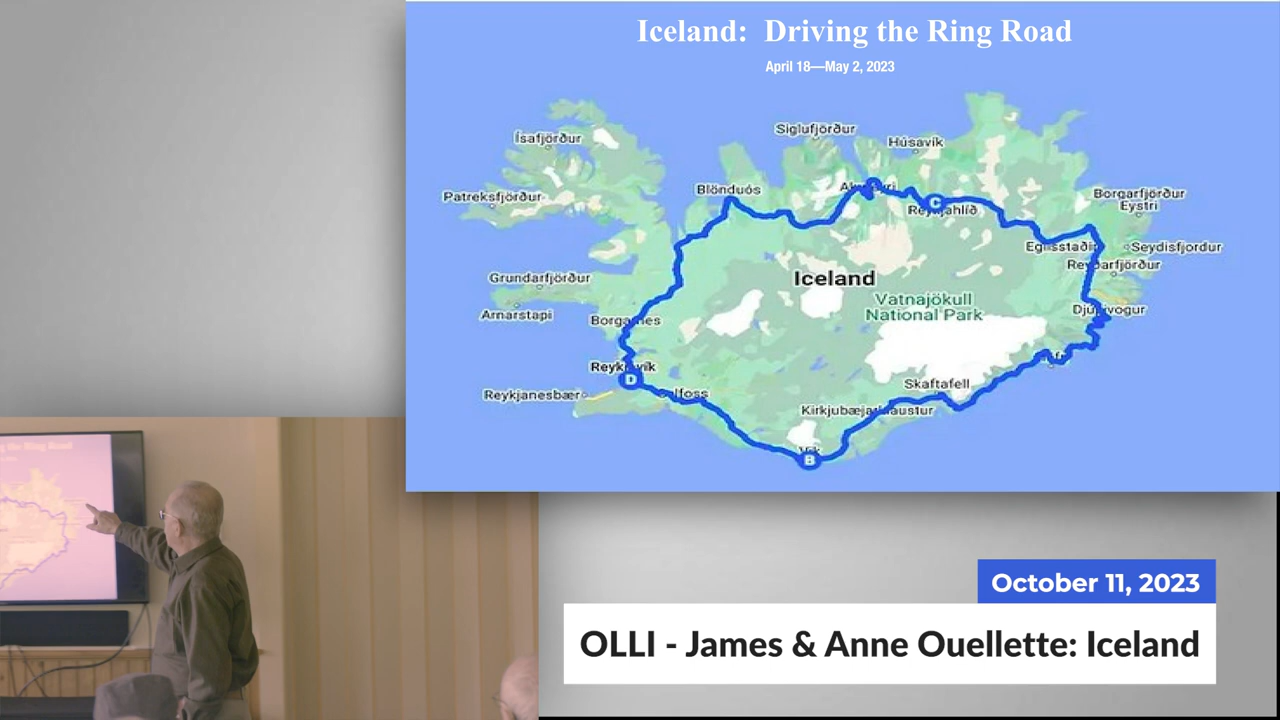 Iceland: Driving the Ring Road
April 18—May 2, 2023
Siglufjörður
Ísafjörður
Húsavík
Blönduós
Patreksfjörður
Borgarfjörður
Eystri
C
Seydisfjordur
Iceland
Grundarfjörður
Vatnajökull
National Park
Arnarstapi
D
Skaftafell
Reykjanesbær
B
October 11, 2023
OLLI - James & Anne Ouellette: Iceland